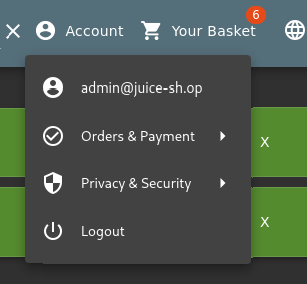 Account
Your Basket
6
admin@juice-sh.op
Orders & Payment
X
Privacy & Security
X
Logout